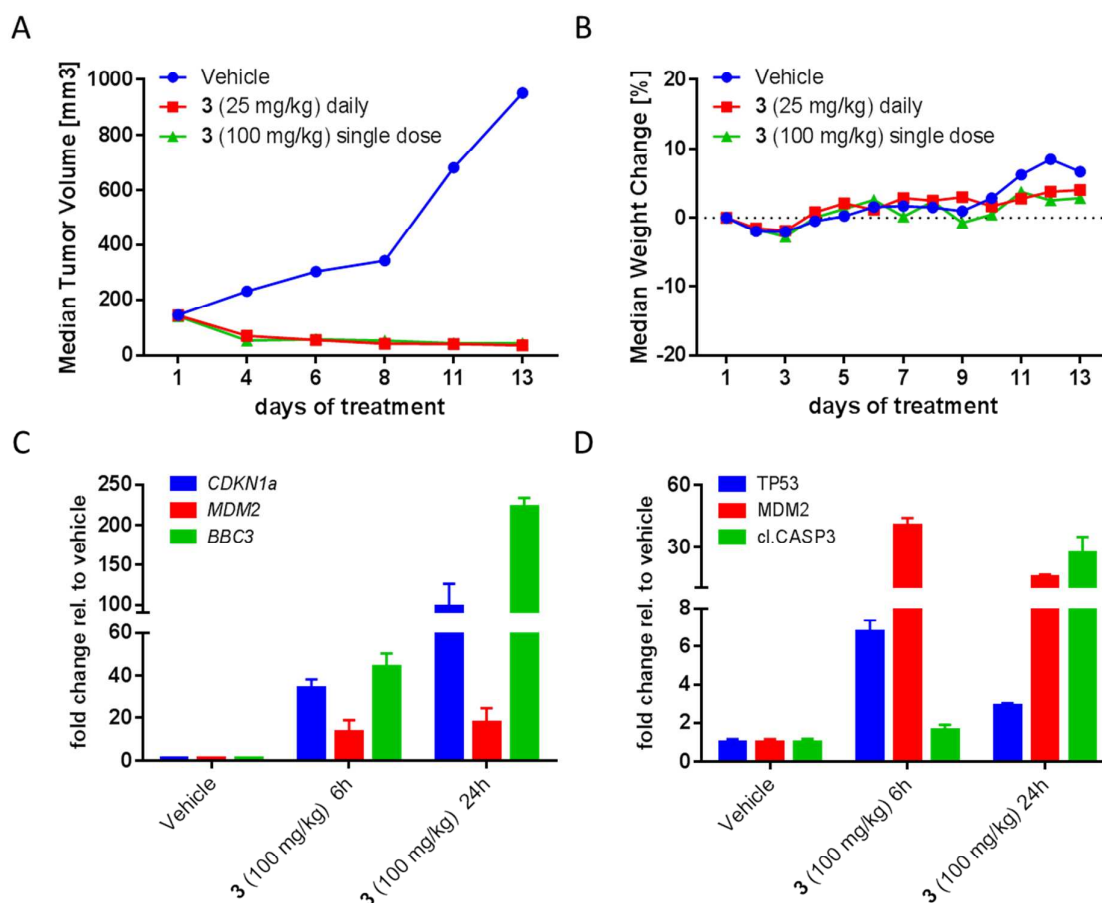 A
Median Tumor Volume [mm3]
1000
800
600
400
200
0
Vehicle
3 (25 mg/kg) daily
3 (100 mg/kg) single dose
1 4 6 8 11 13
days of treatment
B
Median Weight Change [%]
20
10
0
-10
-20
Vehicle
3 (25 mg/kg) daily
3 (100 mg/kg) single dose
1 3 5 7 9 11 13
days of treatment
C
fold change rel. to vehicle
250
200
150
100
60
40
20
0
CDKN1a
MDM2
BBC3
Vehicle
3 (100 mg/kg) 6h
3 (100 mg/kg) 24h
D
fold change rel. to vehicle
60
30
8
6
4
2
0
TP53
MDM2
cl.CASP3
Vehicle
3 (100 mg/kg) 6h
3 (100 mg/kg) 24h